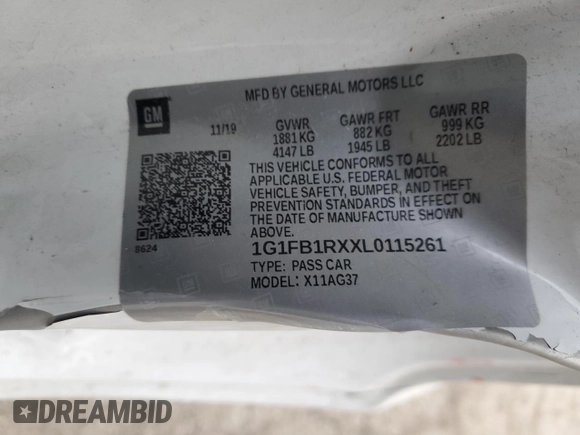 MFD BY GENERAL MOTORS LLC
GM
11/19 GVWR GAWR FRT GAWR RR
1881 KG 882 KG 999 KG
4147 LB 1945 LB 2202 LB
THIS VEHICLE CONFORMS TO ALL
APPLICABLE U.S. FEDERAL MOTOR
VEHICLE SAFETY, BUMPER, AND THEFT
PREVENTION STANDARDS IN EFFECT ON
THE DATE OF MANUFACTURE SHOWN ABOVE.
8624
1G1FB1RXXL0115261
TYPE: PASS CAR
MODEL: X11AG37
DREAMBID